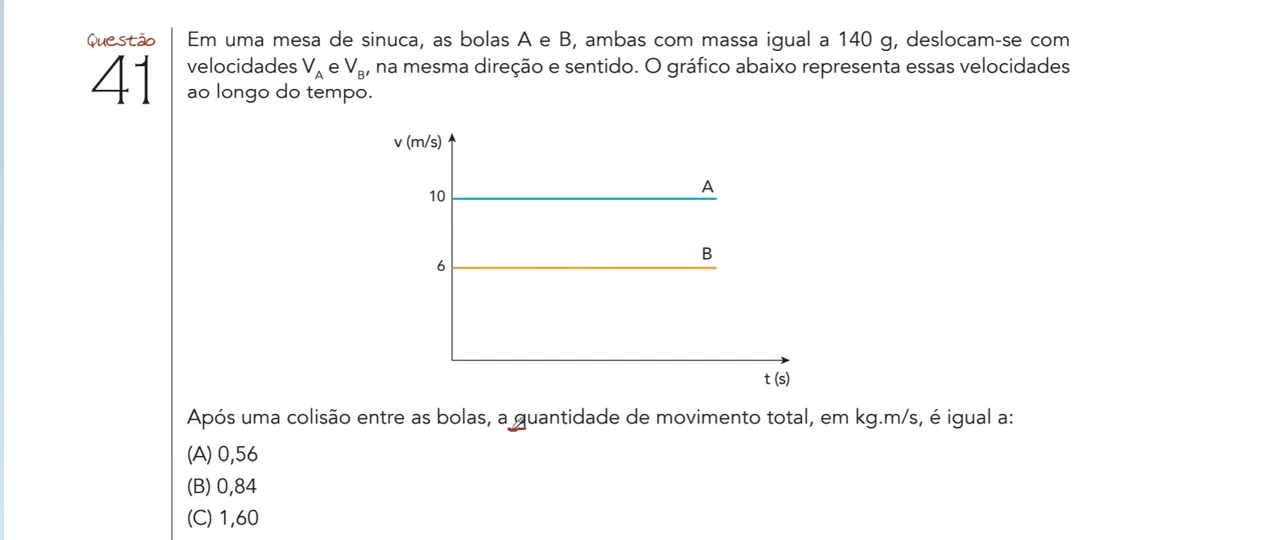 Questão
41
Em uma mesa de sinuca, as bolas A e B, ambas com massa igual a 140 g, deslocam-se com
velocidades V_A e V_B, na mesma direção e sentido. O gráfico abaixo representa essas velocidades
ao longo do tempo.
v (m/s)
10
A
6
B
t (s)
Após uma colisão entre as bolas, a quantidade de movimento total, em kg.m/s, é igual a:
(A) 0,56
(B) 0,84
(C) 1,60